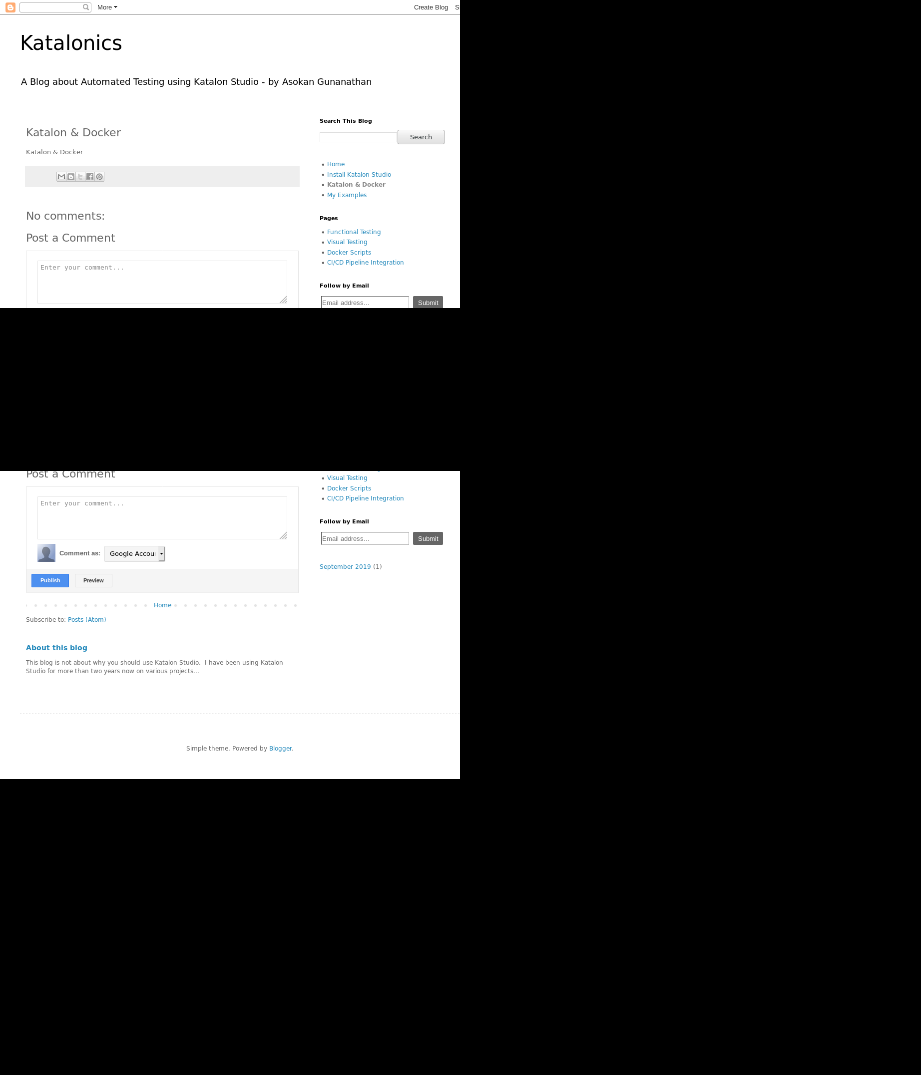 More
Create Blog S
Katalonics
A Blog about Automated Testing using Katalon Studio - by Asokan Gunanathan
Katalon & Docker
Katalon & Docker
No comments:
Post a Comment
Enter your comment...
Search This Blog
Search
Home
Install Katalon Studio
Katalon & Docker
My Examples
Pages
Functional Testing
Visual Testing
Docker Scripts
CI/CD Pipeline Integration
Follow by Email
Email address... Submit
Post a Comment
Enter your comment...
Comment as: Google Accou
Publish Preview
Home
Subscribe to: Posts (Atom)
About this blog
This blog is not about why you should use Katalon Studio. I have been using Katalon
Studio for more than two years now on various projects...
Visual Testing
Docker Scripts
CI/CD Pipeline Integration
Follow by Email
Email address... Submit
September 2019 (1)
Simple theme. Powered by Blogger.